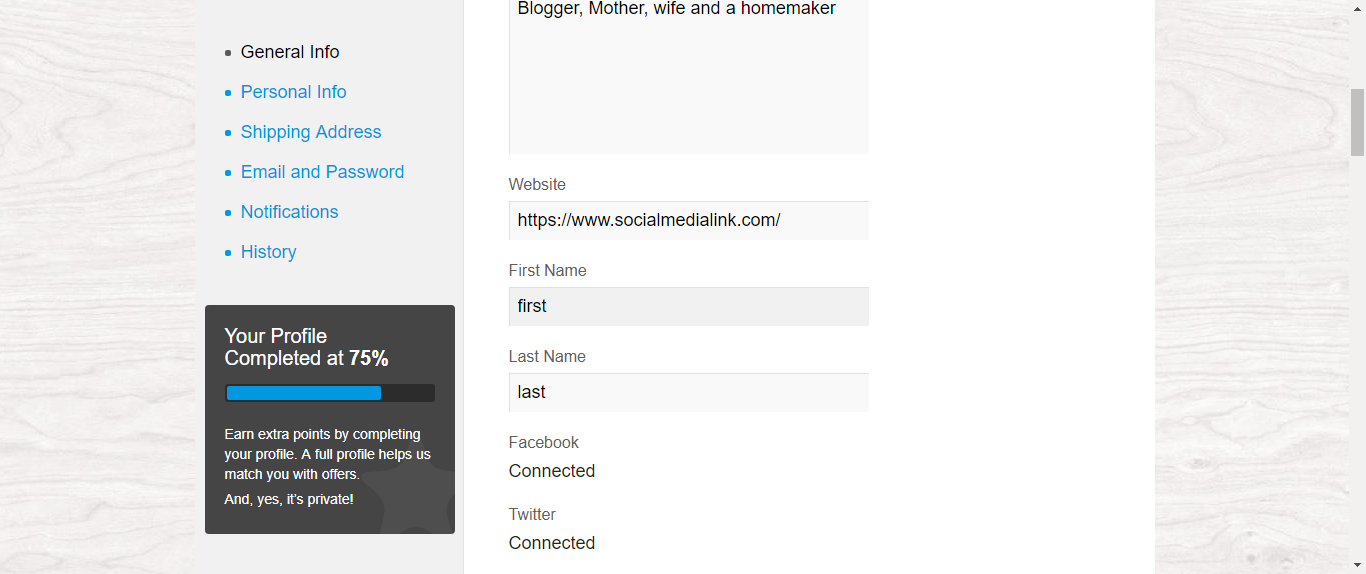 General Info
Personal Info
Shipping Address
Email and Password
Notifications
History
Your Profile
Completed at 75%
Earn extra points by completing
your profile. A full profile helps us
match you with offers.
And, yes, it's private!
Blogger, Mother, wife and a homemaker
Website
https://www.socialmedialink.com/
First Name
first
Last Name
last
Facebook
Connected
Twitter
Connected